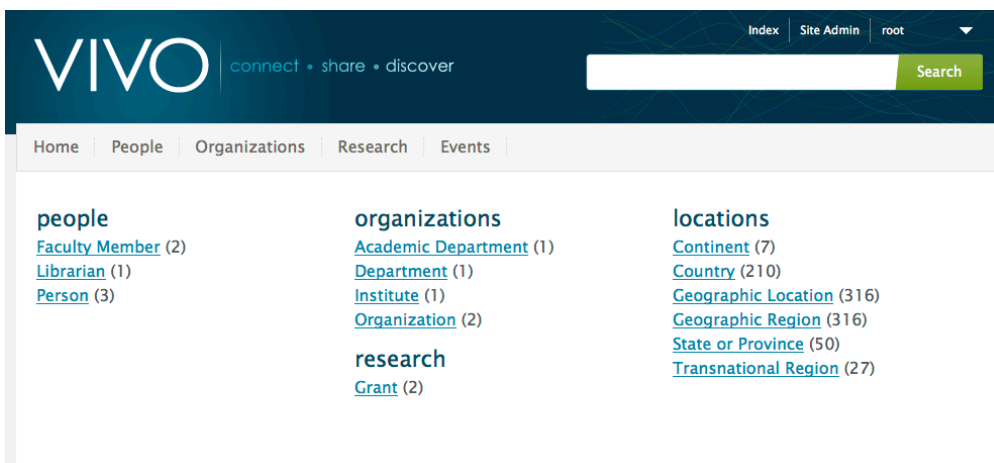 Index Site Admin root
VIVO connect • share • discover
Search
Home People Organizations Research Events
people
Faculty Member (2)
Librarian (1)
Person (3)
organizations
Academic Department (1)
Department (1)
Institute (1)
Organization (2)
research
Grant (2)
locations
Continent (7)
Country (210)
Geographic Location (316)
Geographic Region (316)
State or Province (50)
Transnational Region (27)